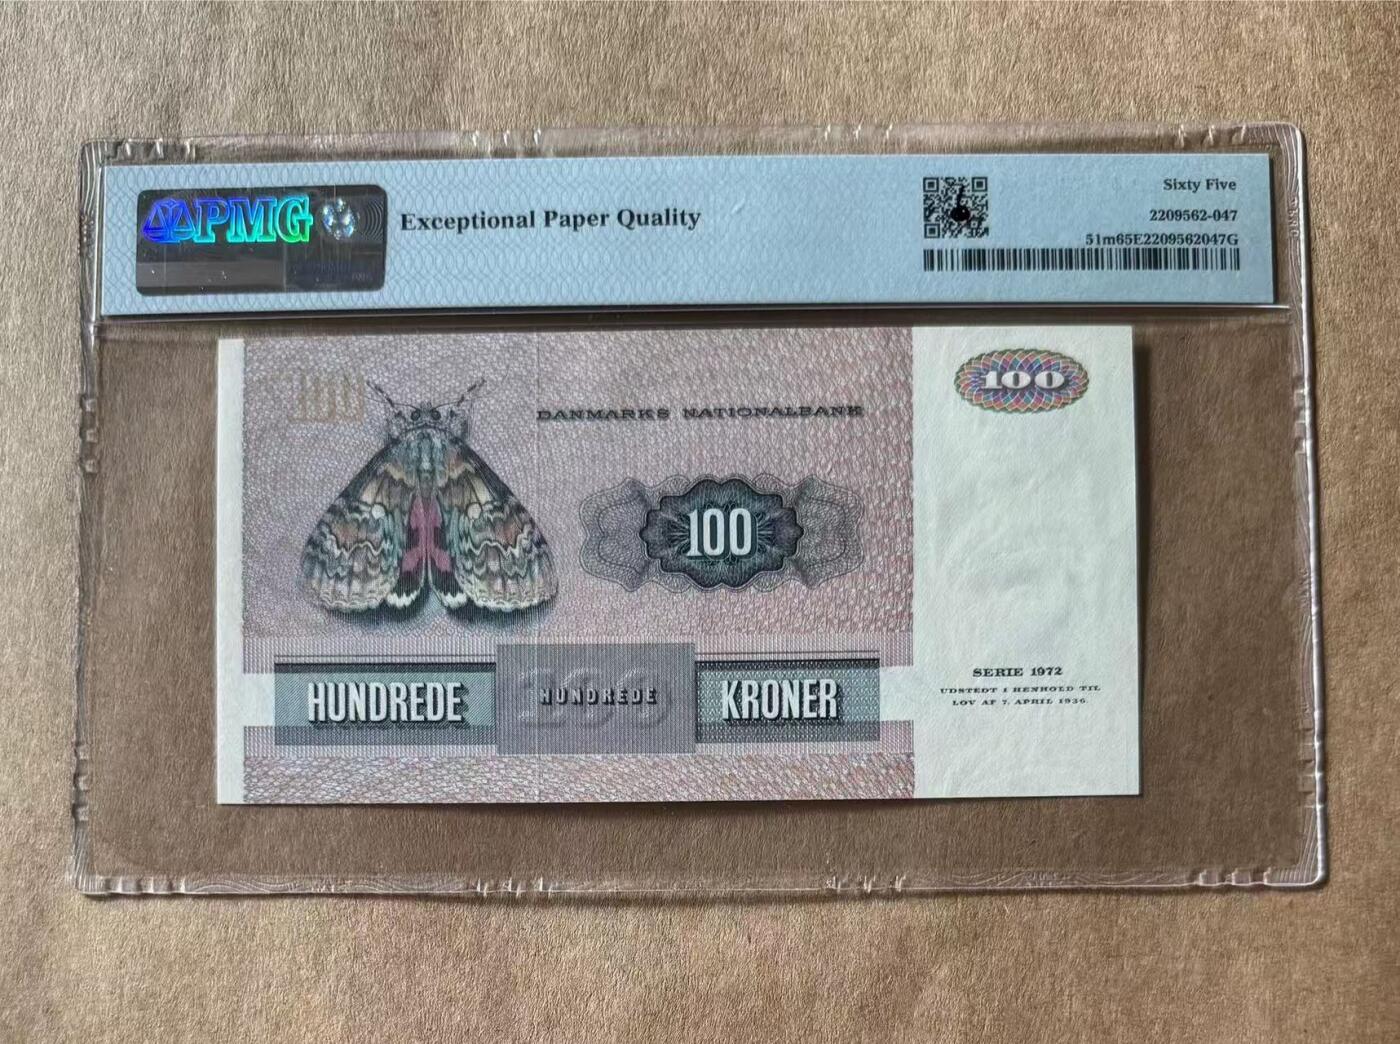 PMG
Exceptional Paper Quality
Sixty Five
2209562-047
51m65E2209562047G
100
DANMARKS NATIONALBANK
100
SERIE 1972
UDSTEDT I HENHOLD TIL
LOV AF 7. APRIL 1936
100
HUNDREDE
HUNDREDE
KRONER